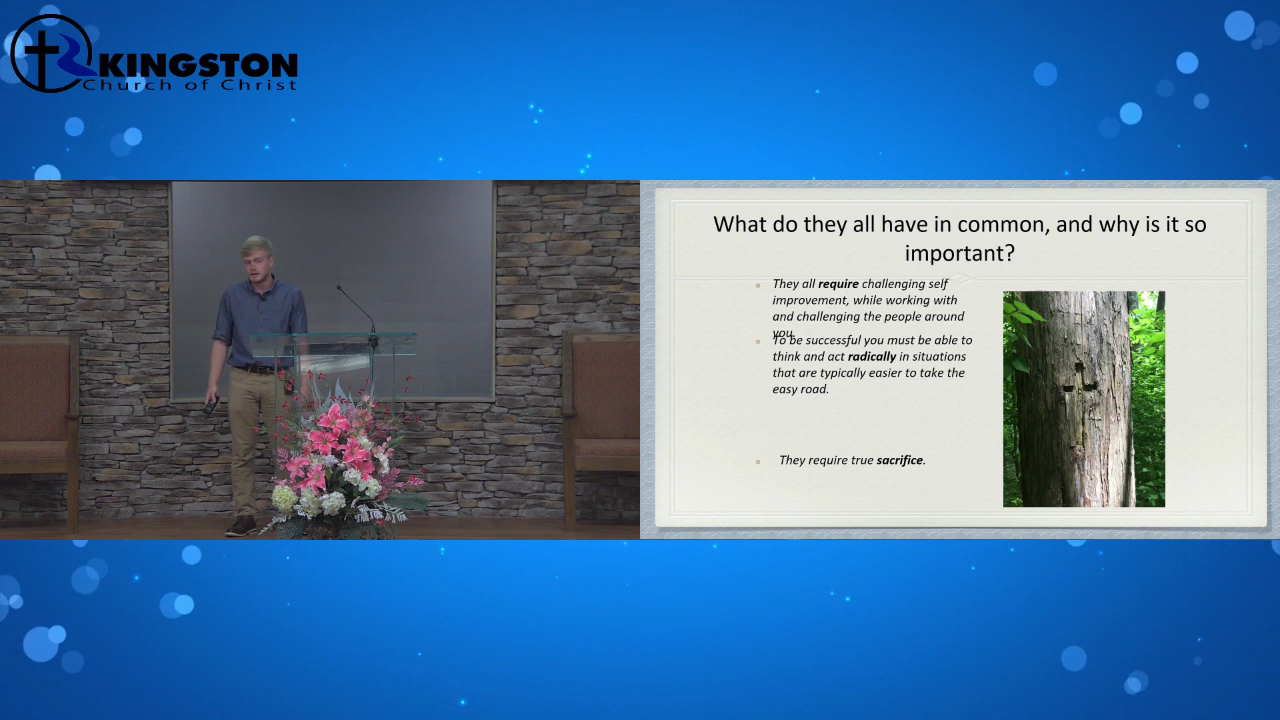 KINGSTON
Church of Christ
What do they all have in common, and why is it so
important?
They all require challenging self
improvement, while working with
and challenging the people around
you.
To be successful you must be able to
think and act radically in situations
that are typically easier to take the
easy road.
They require true sacrifice.